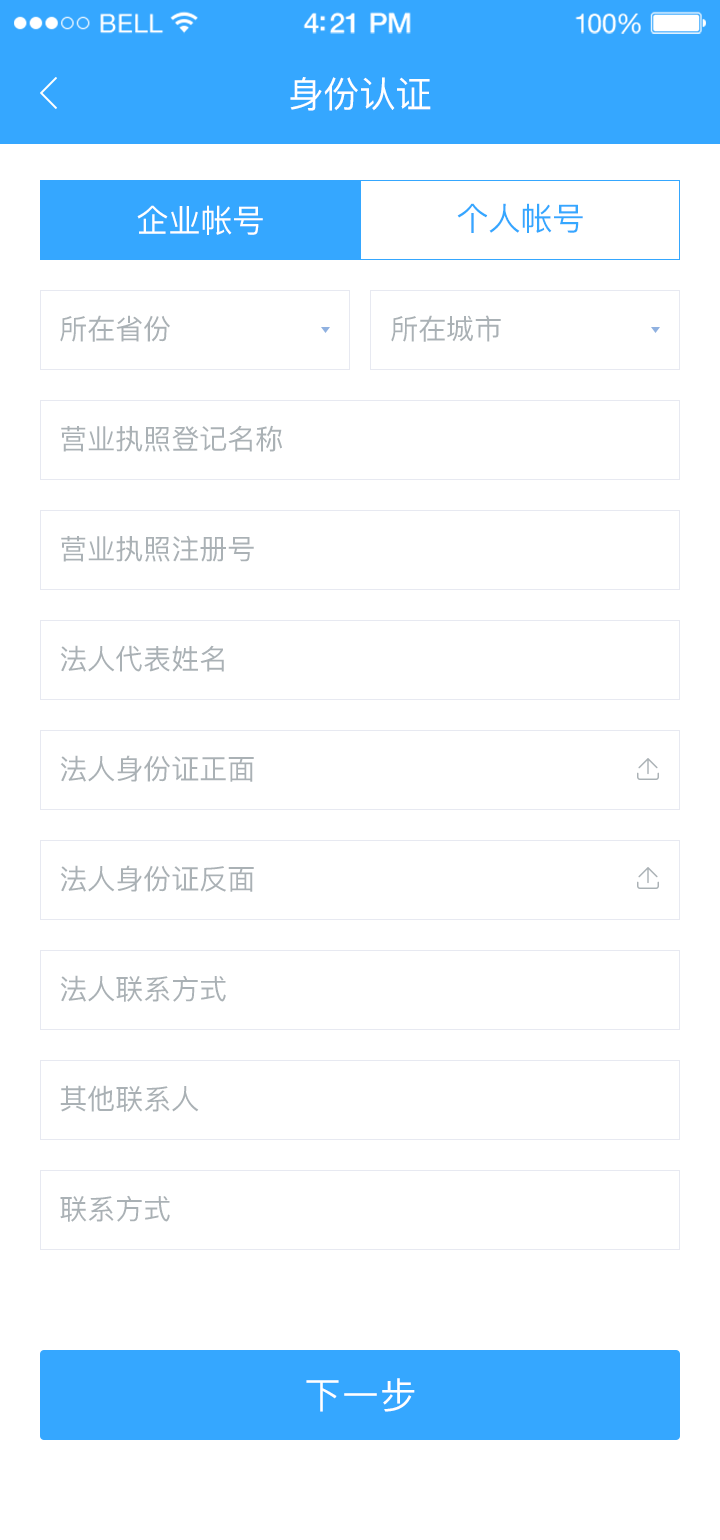 BELL 4:21 PM 100%
身份认证
企业帐号 个人帐号
所在省份 所在城市
营业执照登记名称
营业执照注册号
法人代表姓名
法人身份证正面
法人身份证反面
法人联系方式
其他联系人
联系方式
下一步